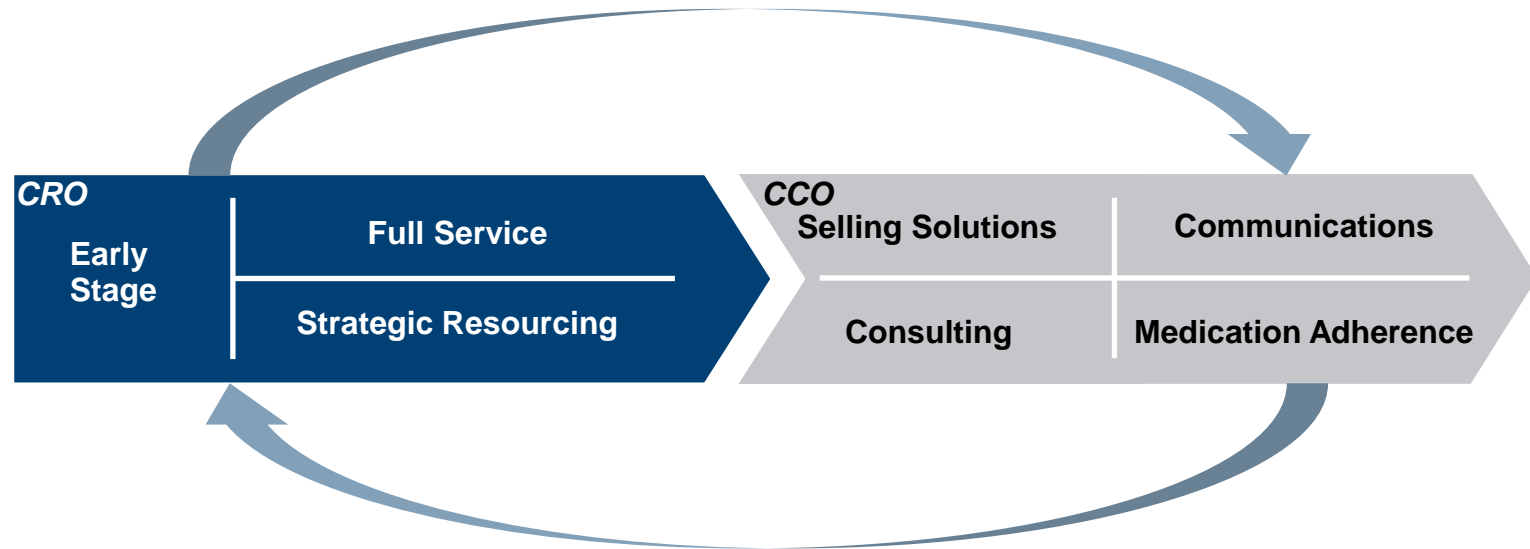 CRO
Early
Stage
Full Service
Strategic Resourcing
CCO
Selling Solutions
Communications
Consulting
Medication Adherence